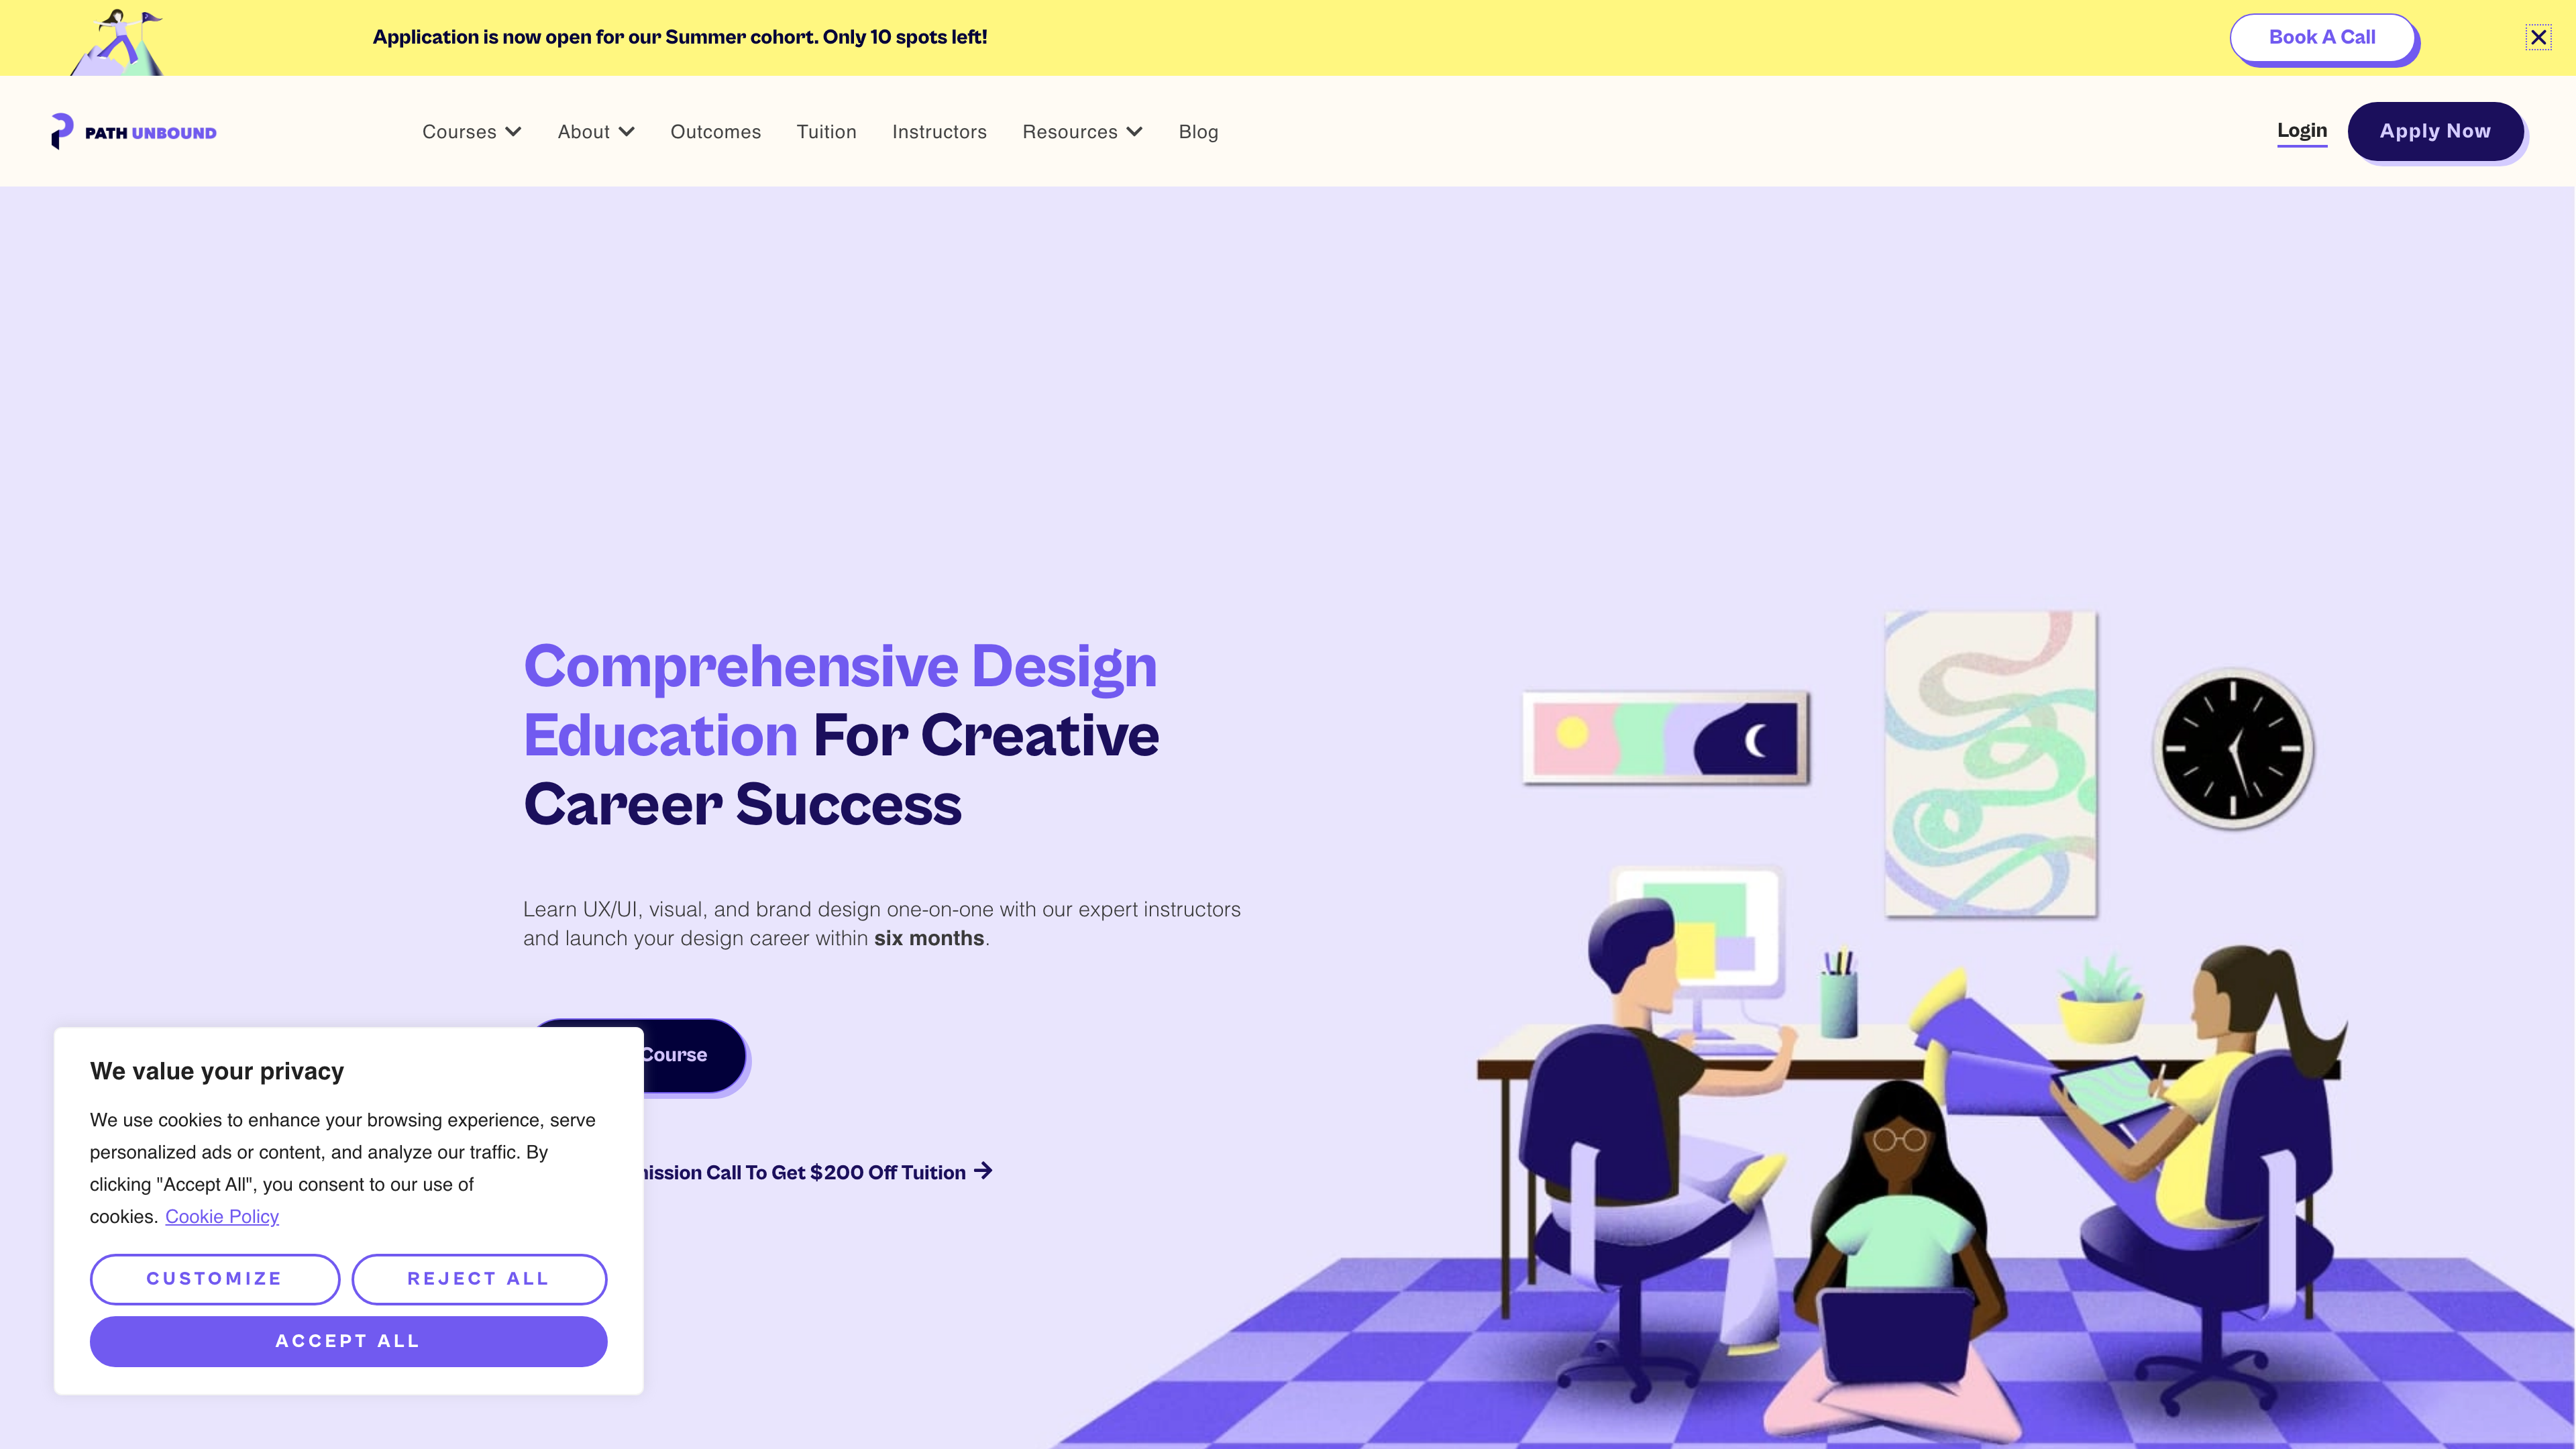 Application is now open for our Summer cohort. Only 10 spots left!
Book A Call
PATH UNBOUND
Courses
About
Outcomes
Tuition
Instructors
Resources
Blog
Login
Apply Now
Comprehensive Design
Education For Creative
Career Success
Learn UX/UI, visual, and brand design one-on-one with our expert instructors
and launch your design career within six months.
Course
Call To Get $200 Off Tuition
We value your privacy
We use cookies to enhance your browsing experience, serve
personalized ads or content, and analyze our traffic. By
clicking "Accept All", you consent to our use of
cookies. Cookie Policy
CUSTOMIZE
REJECT ALL
ACCEPT ALL